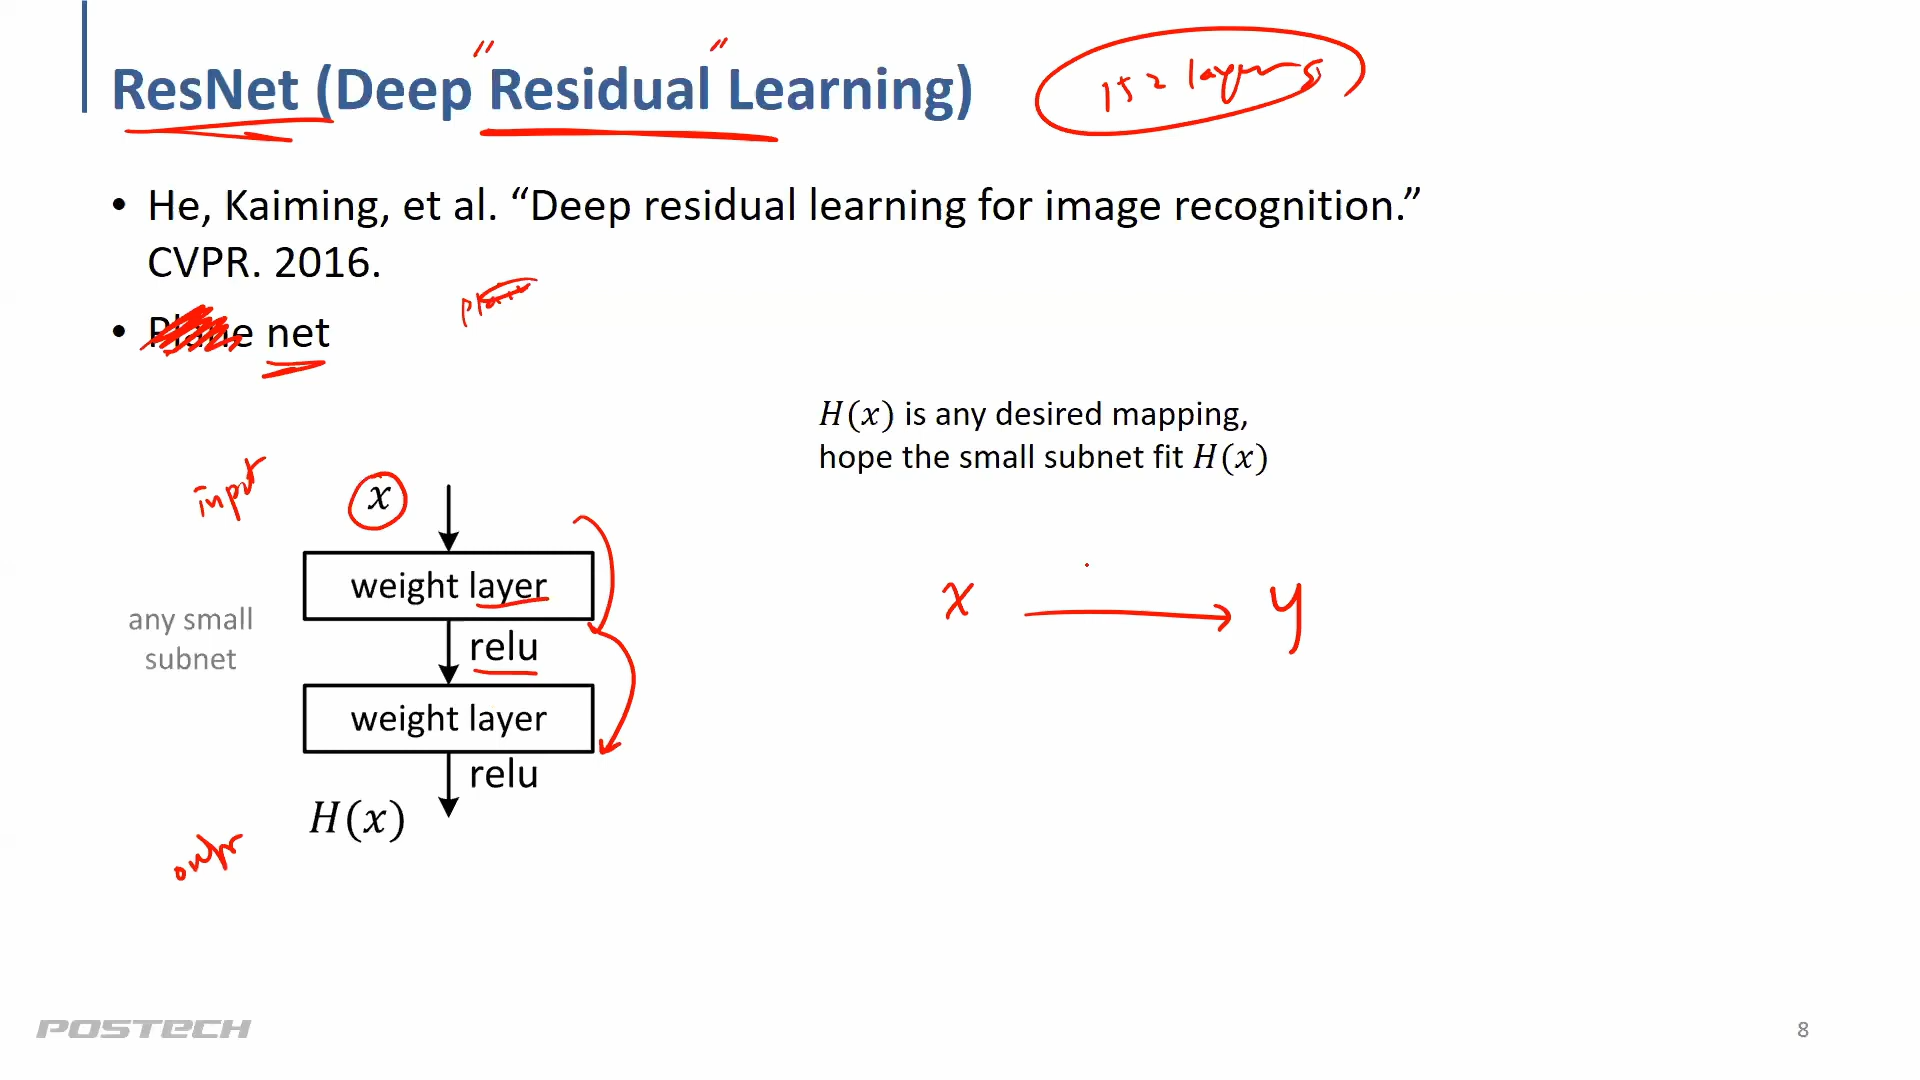 ResNet (Deep "Residual" Learning)
152 layers
• He, Kaiming, et al. “Deep residual learning for image recognition.”
CVPR. 2016.
• Plane net
H(x) is any desired mapping,
hope the small subnet fit H(x)
input
x
weight layer
any small
subnet
relu
weight layer
relu
H(x)
x → y
POSTECH
8